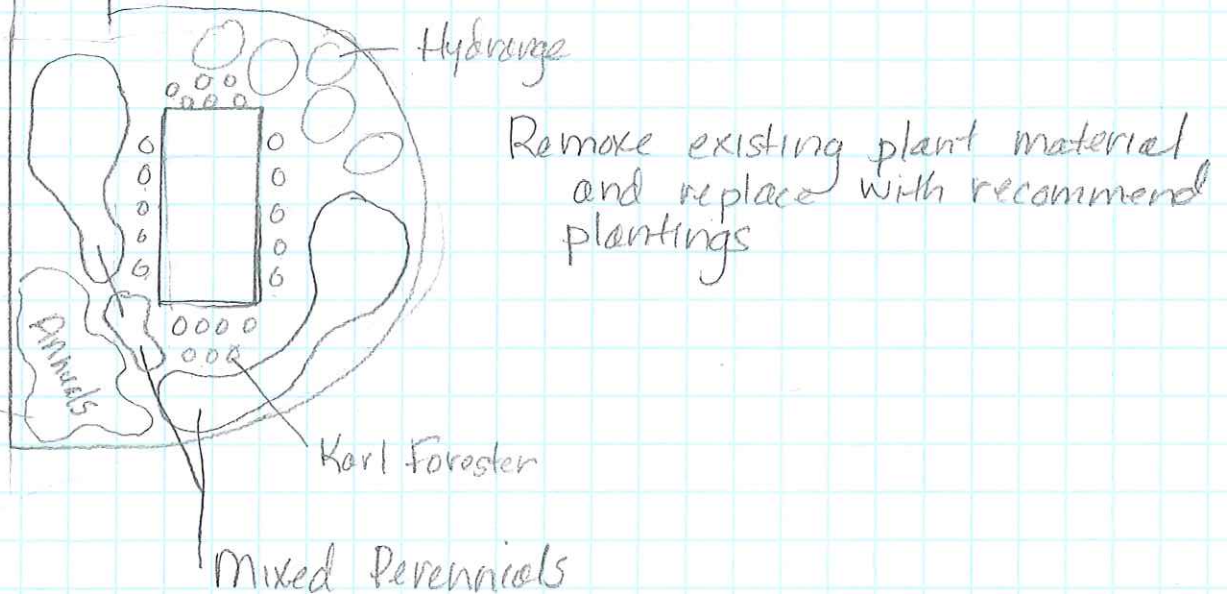 Hydrange
Remove existing plant material
and replace with recommend
plantings
Annuals
Karl Forester
Mixed Perennials